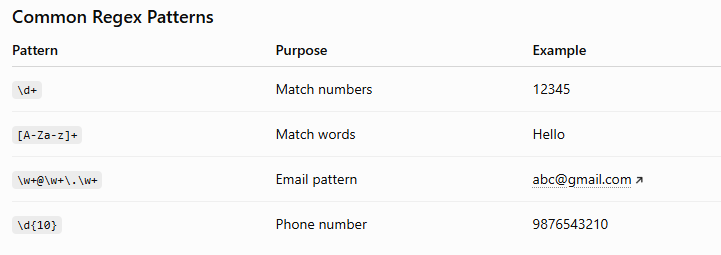 Common Regex Patterns
Pattern Purpose Example
\d+ Match numbers 12345
[A-Za-z]+ Match words Hello
\w+@\w+\.\w+ Email pattern abc@gmail.com ↗
\d{10} Phone number 9876543210